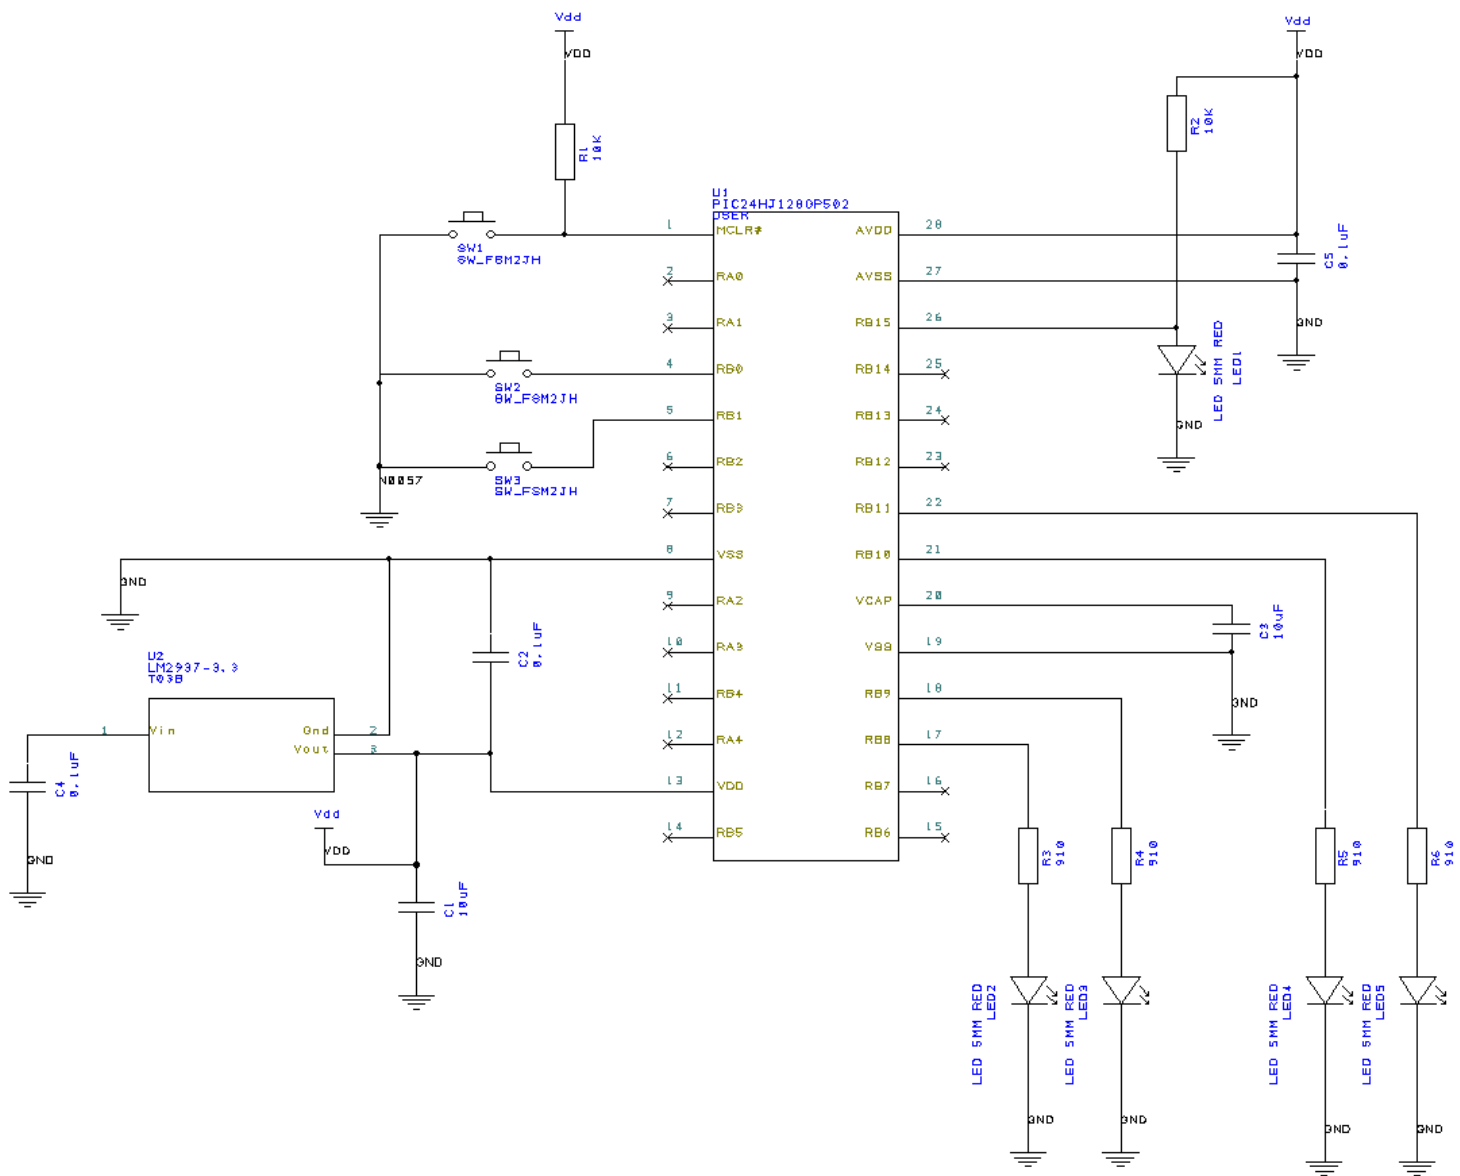 Vdd
VDD
R1
10K
Vdd
VDD
R2
10K
U1
PIC24HJ128GP502
USER
1
MCLR#
AVDD
28
SW1
SW_FSM2JH
2
RA0
AVSS
27
C5
0.1uF
3
RA1
RB15
26
GND
LED 5MM RED
LED1
4
RB0
RB14
25
SW2
SW_FSM2JH
5
RB1
RB13
24
GND
6
RB2
RB12
23
N0057
SW3
SW_FSM2JH
7
RB3
RB11
22
8
VSS
RB10
21
GND
9
RA2
VCAP
20
C3
10uF
10
RA3
VSS
19
C2
0.1uF
U2
LM2937-3.3
TO3B
11
RB4
RB9
18
GND
1
Vin
Gnd
2
Vout
3
12
RA4
RB8
17
C4
0.1uF
13
VDD
RB7
16
Vdd
VDD
14
RB5
RB6
15
GND
R3
910
R4
910
R5
910
R6
910
C1
10uF
GND
LED 5MM RED
LED2
LED 5MM RED
LED3
LED 5MM RED
LED4
LED 5MM RED
LED5
GND
GND
GND
GND